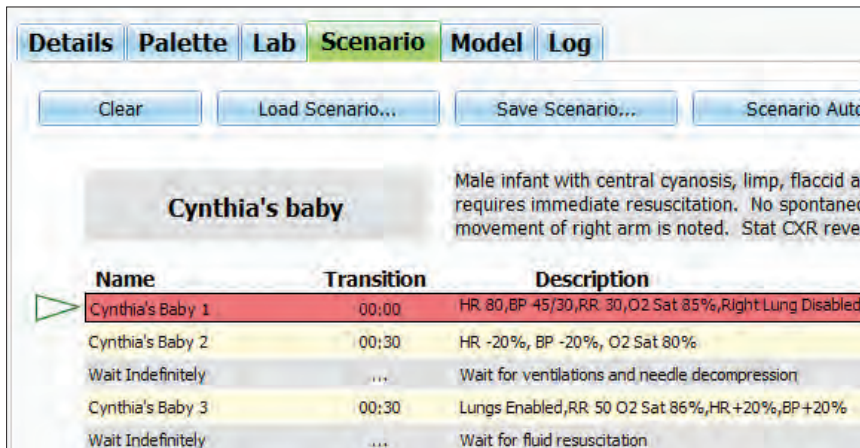 Details Palette Lab Scenario Model Log
Clear Load Scenario... Save Scenario... Scenario Auto
Cynthia's baby
Male infant with central cyanosis, limp, flaccid a
requires immediate resuscitation. No spontaneo
movement of right arm is noted. Stat CXR reve
Name Transition Description
Cynthia's Baby 1 00:00 HR 80,BP 45/30,RR 30,O2 Sat 85%,Right Lung Disabled
Cynthia's Baby 2 00:30 HR -20%, BP -20%, O2 Sat 80%
Wait Indefinitely ... Wait for ventilations and needle decompression
Cynthia's Baby 3 00:30 Lungs Enabled,RR 50 O2 Sat 86%,HR+20%,BP+20%
Wait Indefinitely ... Wait for fluid resuscitation